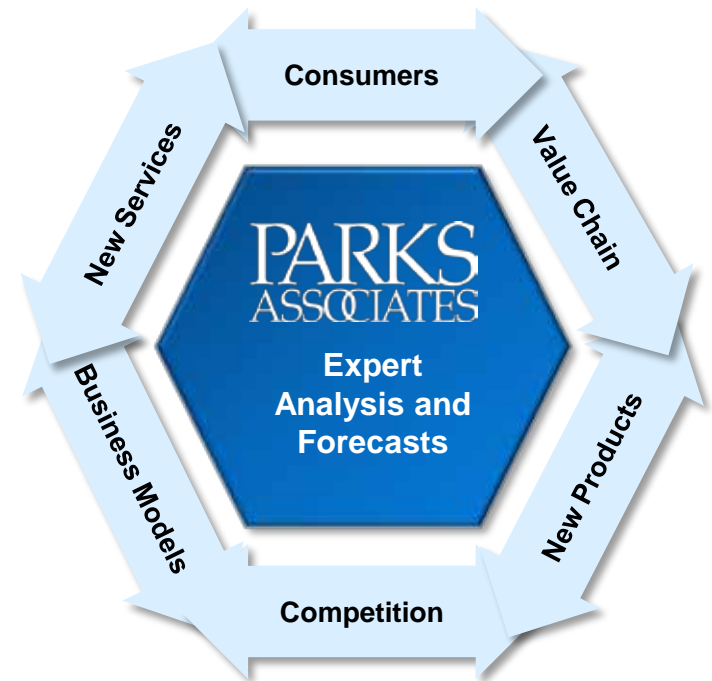 Consumers
Value Chain
New Services
PARKS
ASSOCIATES
Expert
Analysis and
Forecasts
Business Models
New Products
Competition